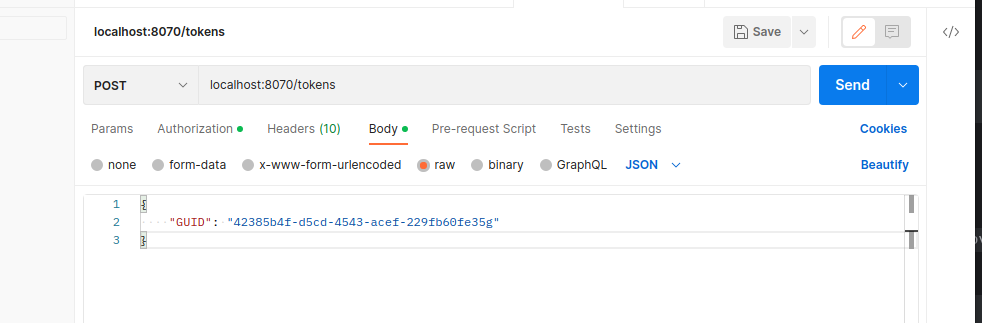 localhost:8070/tokens
Save
</>
POST
localhost:8070/tokens
Send
Params Authorization Headers (10) Body Pre-request Script Tests Settings Cookies
none form-data x-www-form-urlencoded raw binary GraphQL JSON Beautify
1 {
2 "GUID": "42385b4f-d5cd-4543-acef-229fb60fe35g"
3 }